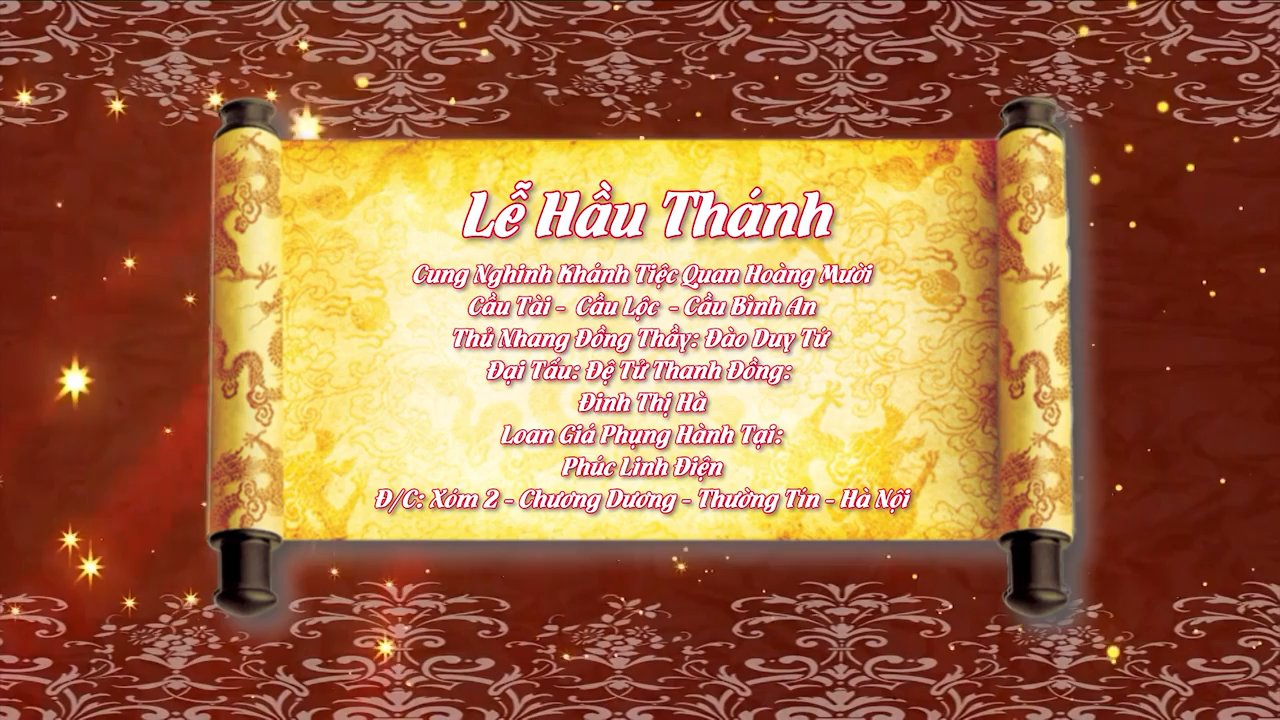 Lễ Hầu Thánh
Cung Nghinh Khánh Tiệc Quan Hoàng Mười
Cầu Tài - Cầu Lộc - Cầu Bình An
Thủ Nhang Đồng Thầy: Đào Duy Tứ
Đại Tấu: Đệ Tử Thanh Đồng:
Đinh Thị Hà
Loan Giá Phụng Hành Tại:
Phúc Linh Điện
Đ/C: Xóm 2 - Chương Dương - Thường Tín - Hà Nội